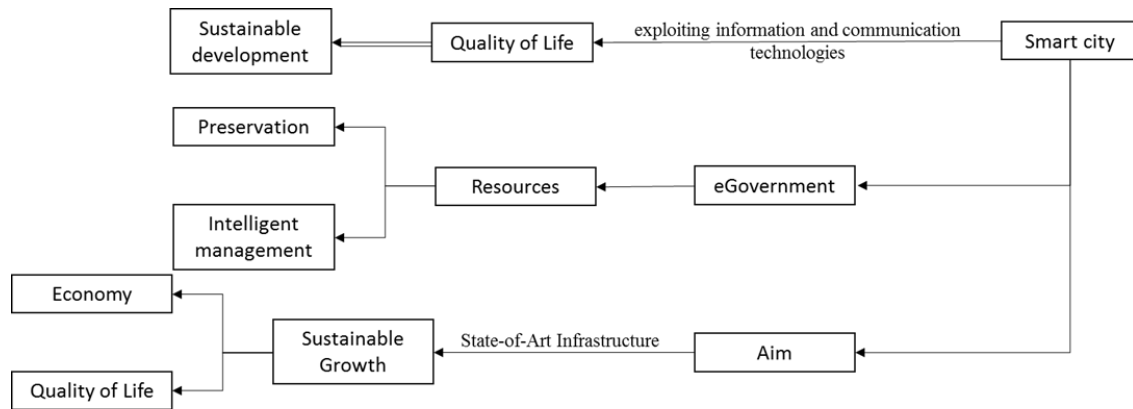 Sustainable
development
Quality of Life
exploiting information and communication
technologies
Smart city
Preservation
Resources
eGovernment
Intelligent
management
Economy
Sustainable
Growth
State-of-Art Infrastructure
Aim
Quality of Life